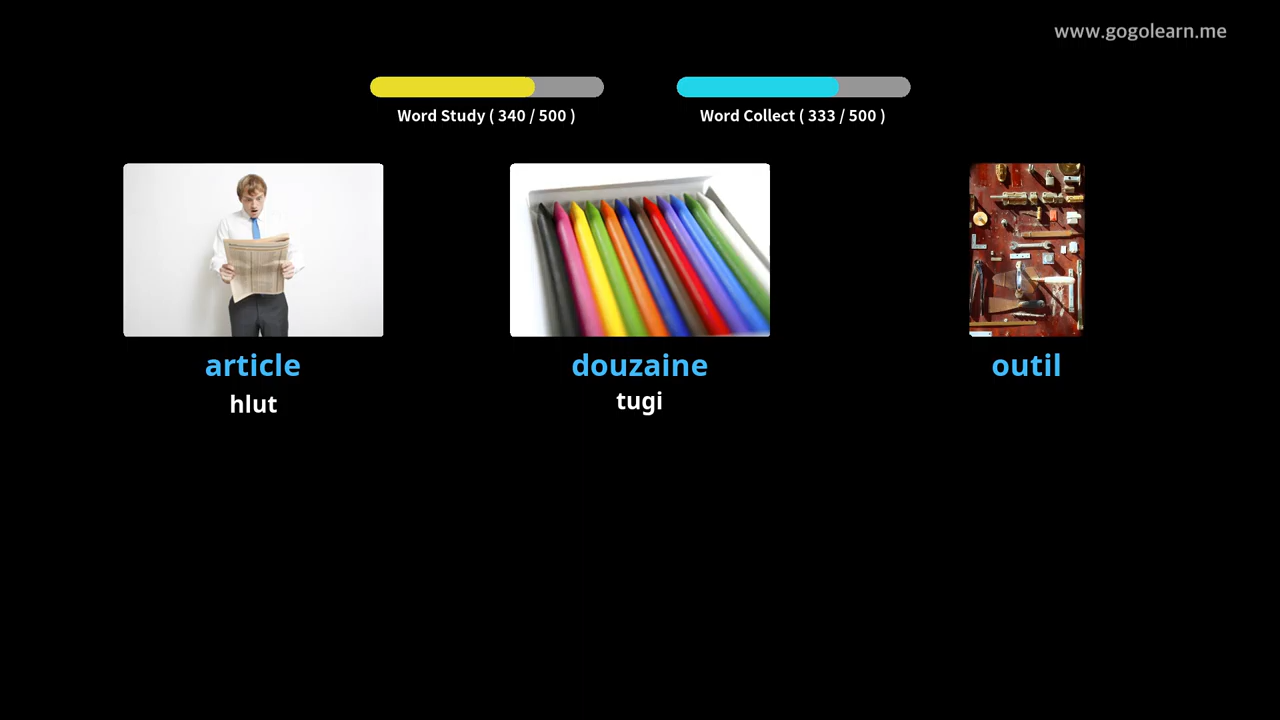 www.gogolearn.me
Word Study ( 340 / 500 )
Word Collect ( 333 / 500 )
article
hlut
douzaine
tugi
outil